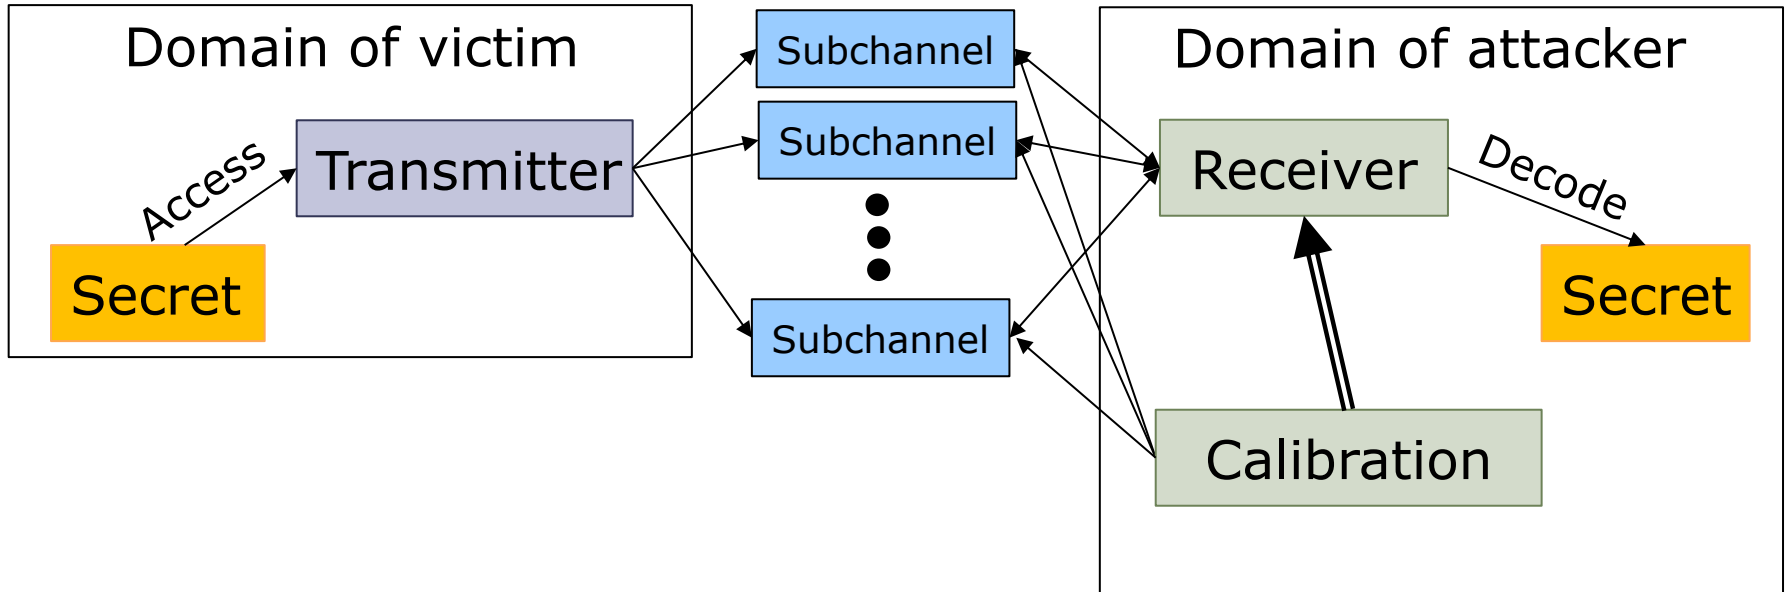 Domain of victim
Access
Transmitter
Secret
Subchannel
Subchannel
Subchannel
Domain of attacker
Receiver
Decode
Secret
Calibration